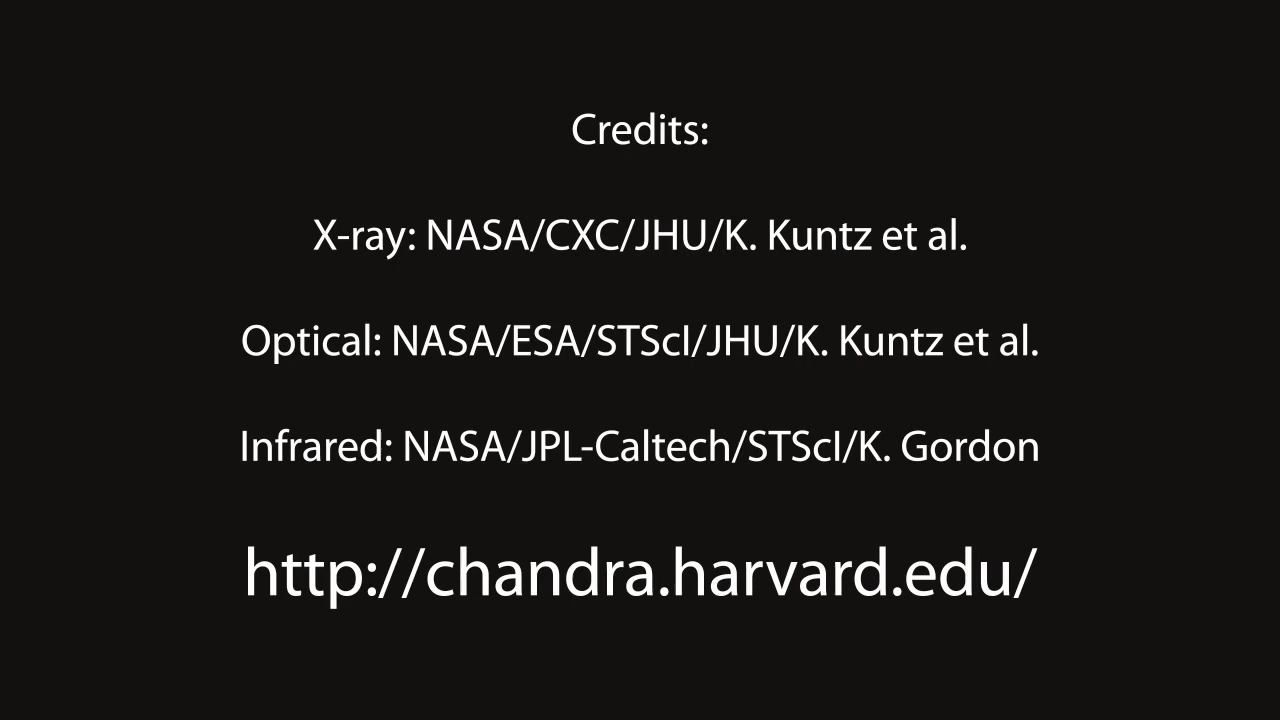 Credits:
X-ray: NASA/CXC/JHU/K. Kuntz et al.
Optical: NASA/ESA/STScI/JHU/K. Kuntz et al.
Infrared: NASA/JPL-Caltech/STScI/K. Gordon
http://chandra.harvard.edu/